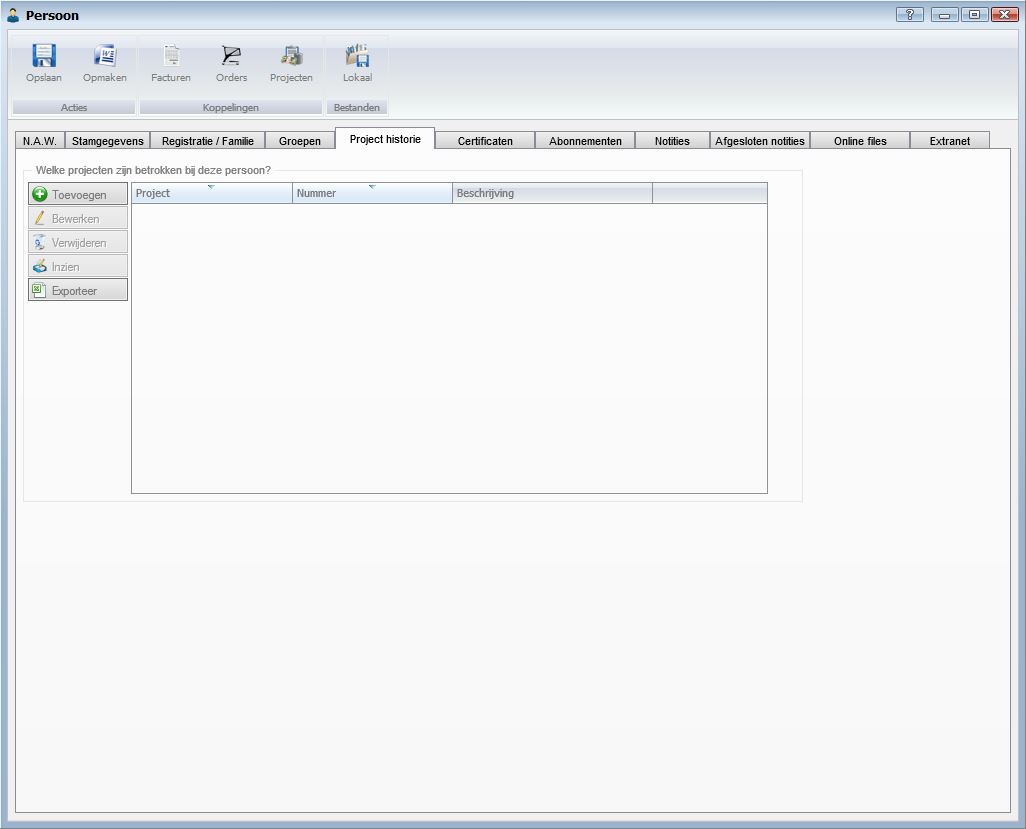 Persoon
Opslaan Opmaken Facturen Orders Projecten Lokaal
Acties Koppelingen Bestanden
N.A.W. Stamgegevens Registratie / Familie Groepen Project historie Certificaten Abonnementen Notities Afgesloten notities Online files Extranet
Welke projecten zijn betrokken bij deze persoon?
Toevoegen Project Nummer Beschrijving
Bewerken
Verwijderen
Inzien
Exporteer